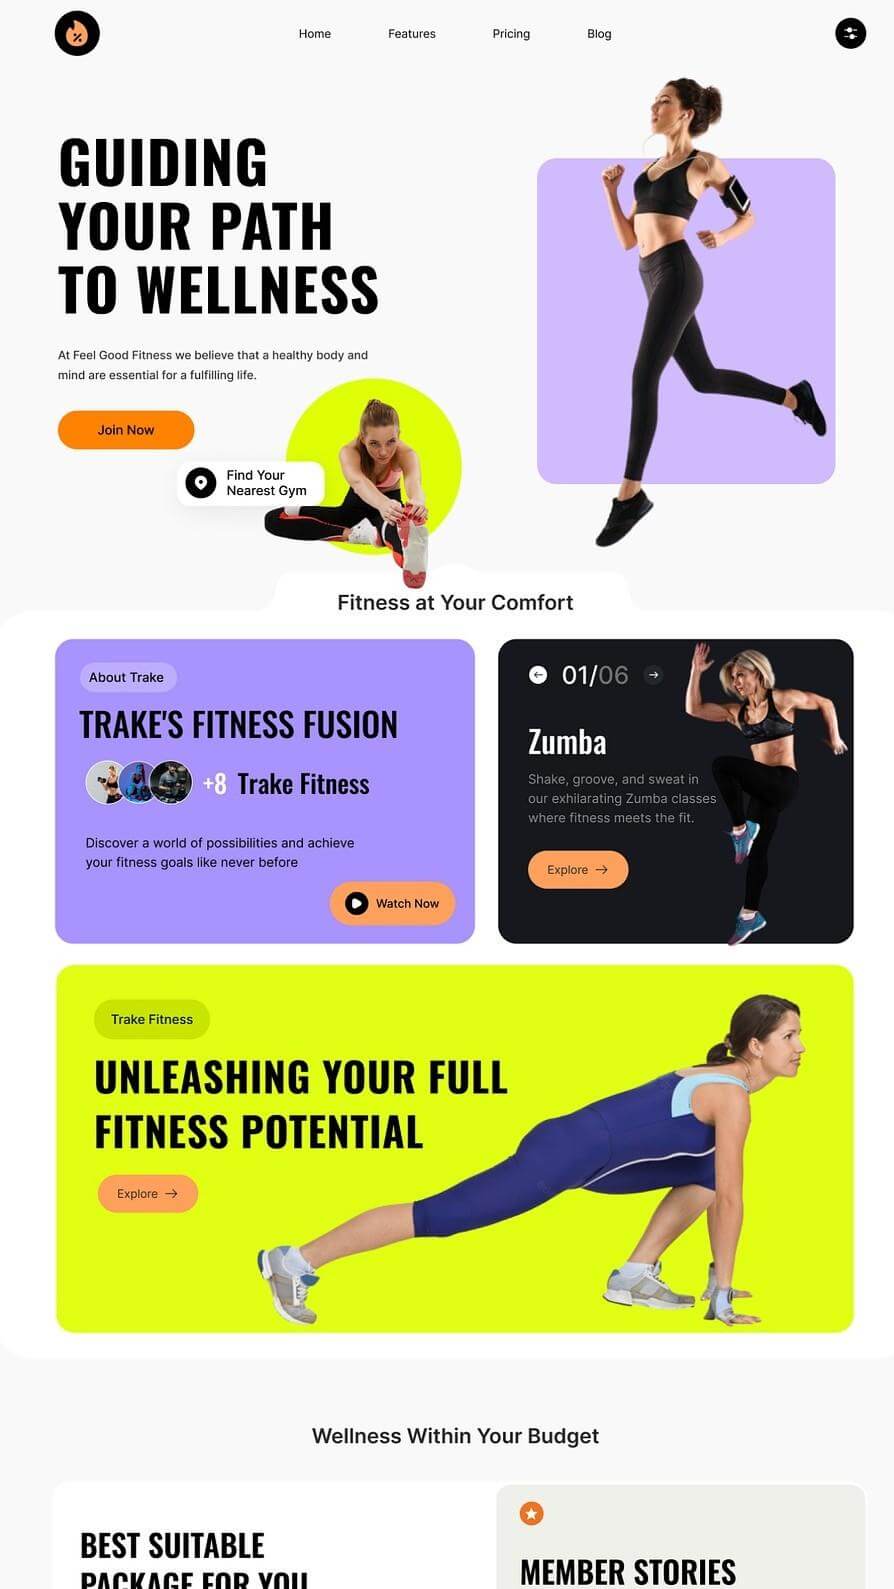 Home
Features
Pricing
Blog
GUIDING
YOUR PATH
TO WELLNESS
At Feel Good Fitness we believe that a healthy body and
mind are essential for a fulfilling life.
Join Now
Find Your
Nearest Gym
Fitness at Your Comfort
About Trake
TRAKE'S FITNESS FUSION
+8 Trake Fitness
Discover a world of possibilities and achieve
your fitness goals like never before
Watch Now
01/06
Zumba
Shake, groove, and sweat in
our exhilarating Zumba classes
where fitness meets the fit.
Explore
Trake Fitness
UNLEASHING YOUR FULL
FITNESS POTENTIAL
Explore
Wellness Within Your Budget
BEST SUITABLE
PACKAGE FOR YOU
MEMBER STORIES